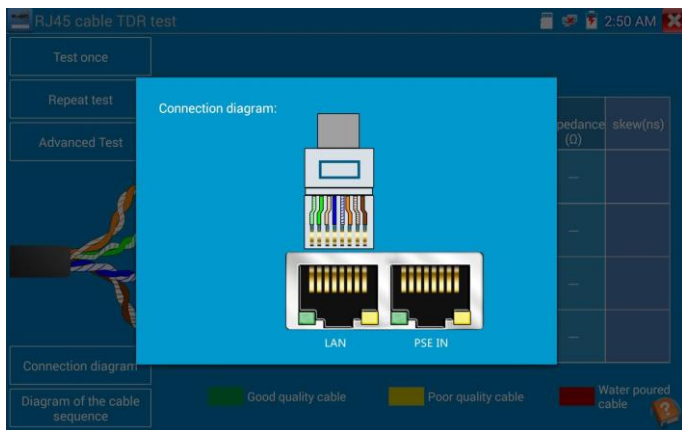 RJ45 cable TDR test
2:50 AM
Test once
Repeat test
Advanced Test
Connection diagram:
pedance
(Ω)
skew(ns)
LAN
PSE IN
Connection diagram
Diagram of the cable
sequence
Good quality cable
Poor quality cable
Water poured
cable